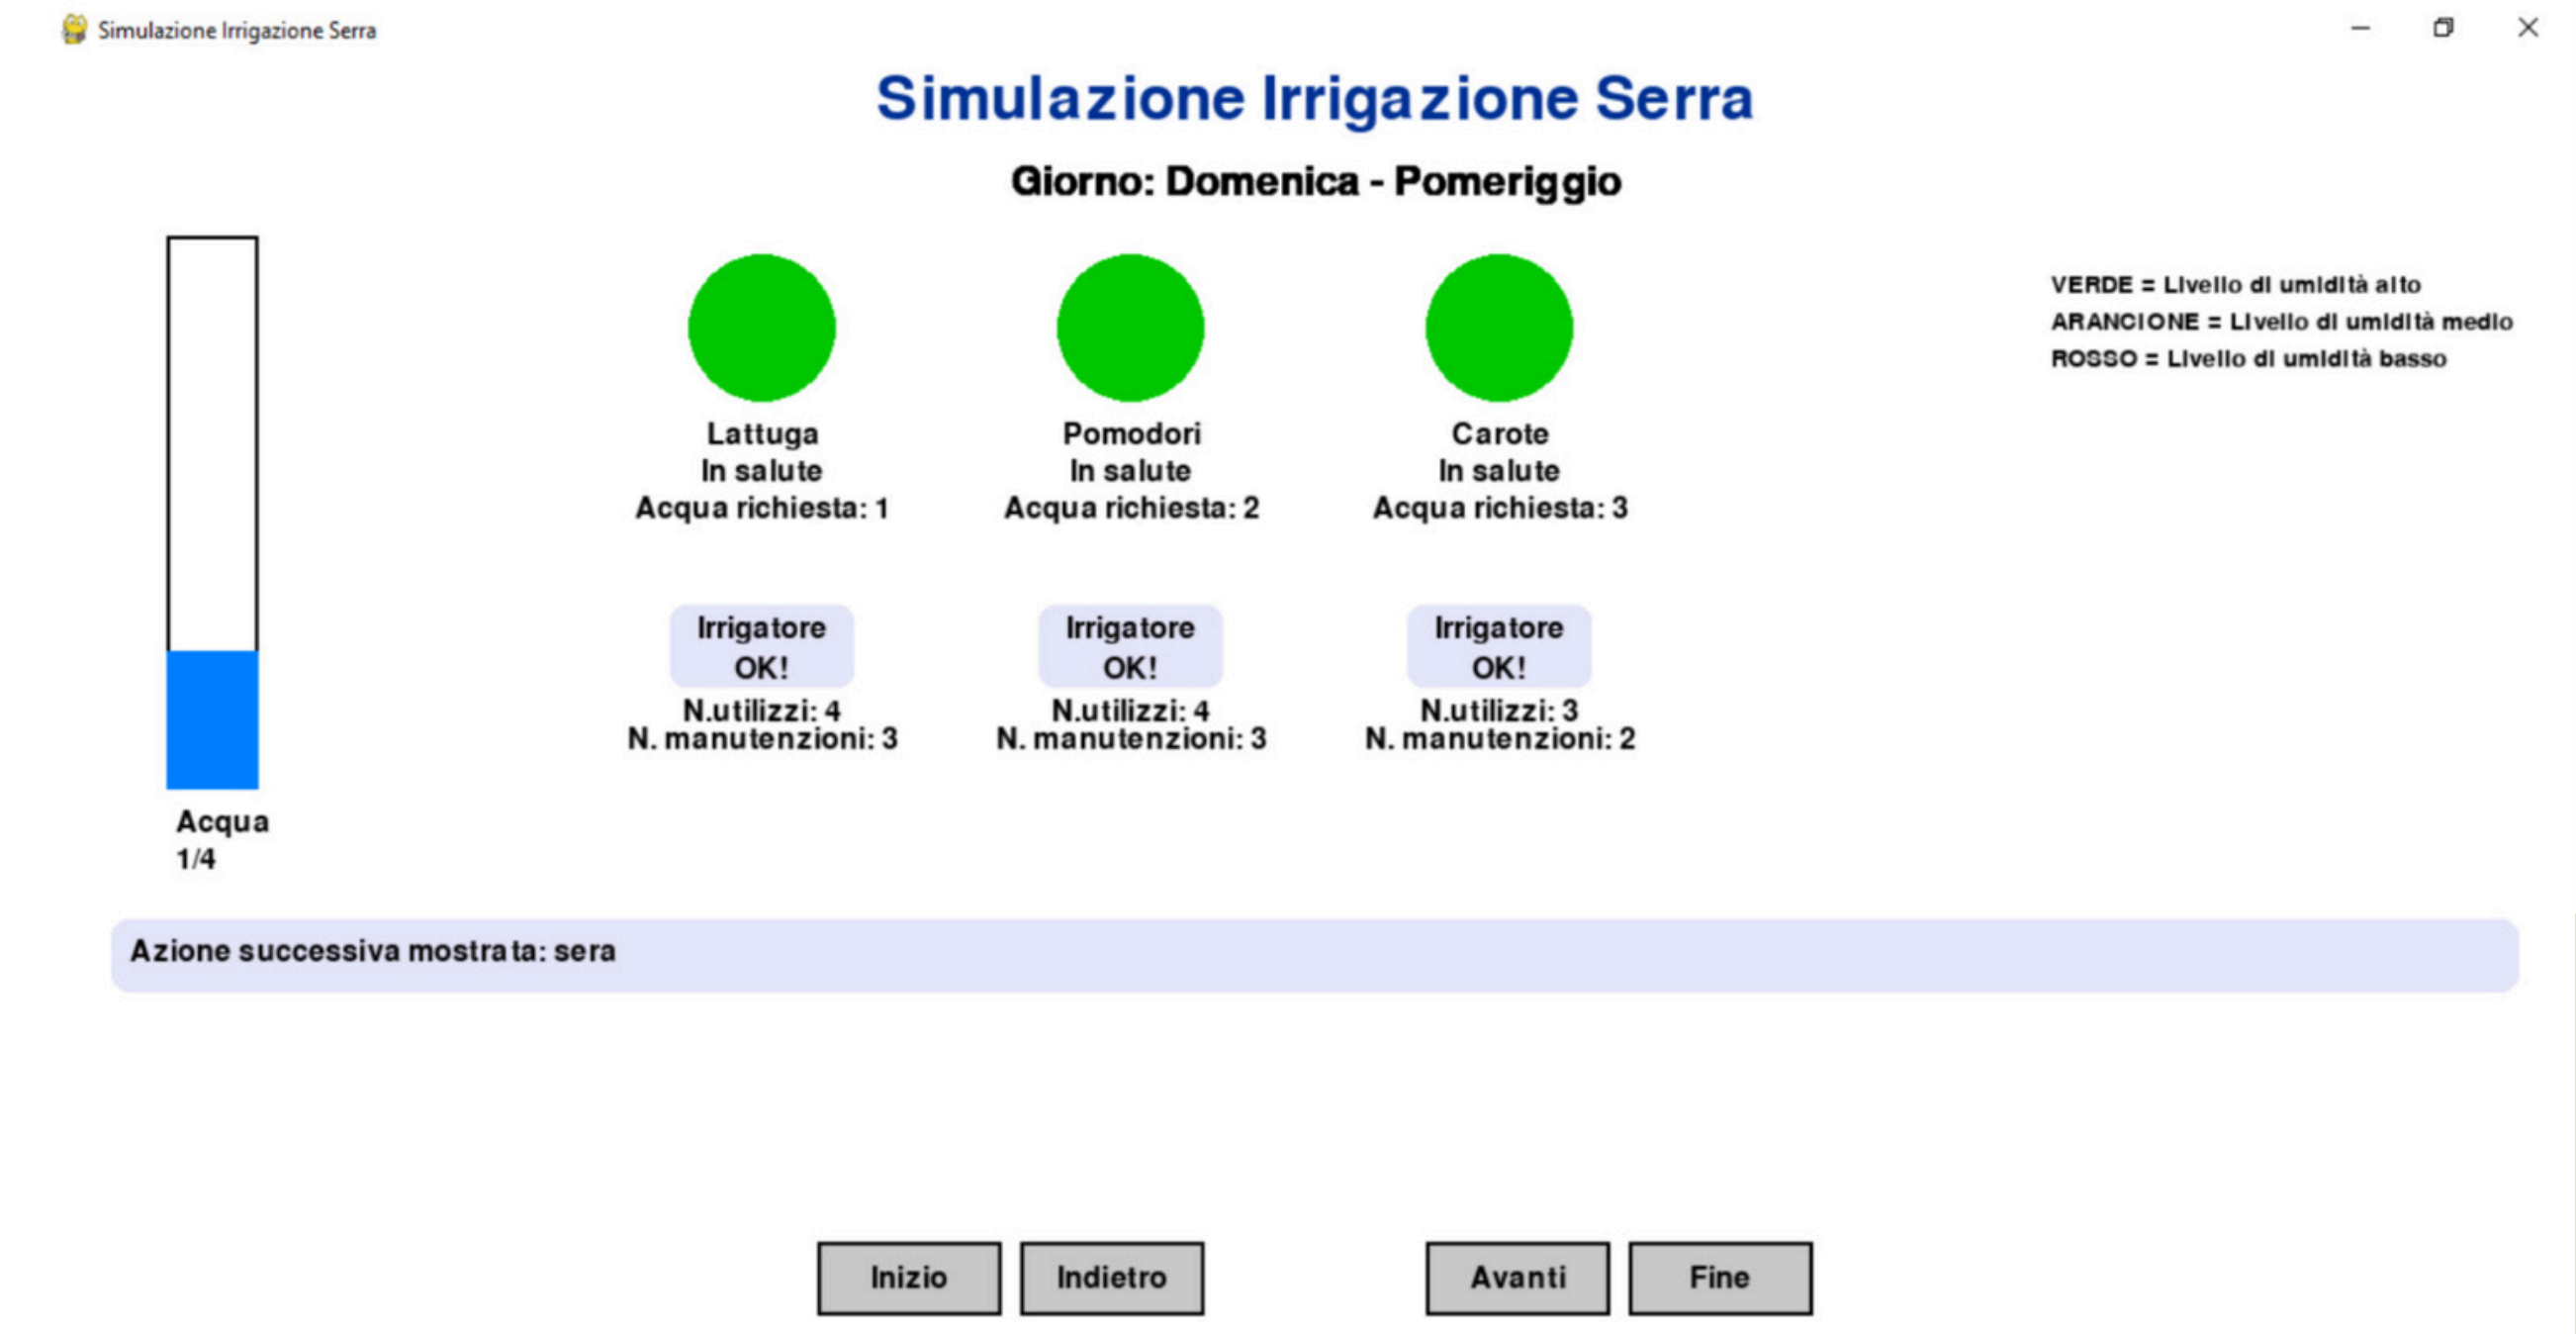 Simulazione Irrigazione Serra
Simulazione Irrigazione Serra
Giorno: Domenica - Pomeriggio
VERDE = Livello di umidità alto
ARANCIONE = Livello di umidità medio
ROSSO = Livello di umidità basso
Lattuga
In salute
Acqua richiesta: 1
Pomodori
In salute
Acqua richiesta: 2
Carote
In salute
Acqua richiesta: 3
Irrigatore
OK!
N.utilizzi: 4
N. manutenzioni: 3
Irrigatore
OK!
N.utilizzi: 4
N. manutenzioni: 3
Irrigatore
OK!
N.utilizzi: 3
N. manutenzioni: 2
Acqua
1/4
Azione successiva mostrata: sera
Inizio
Indietro
Avanti
Fine